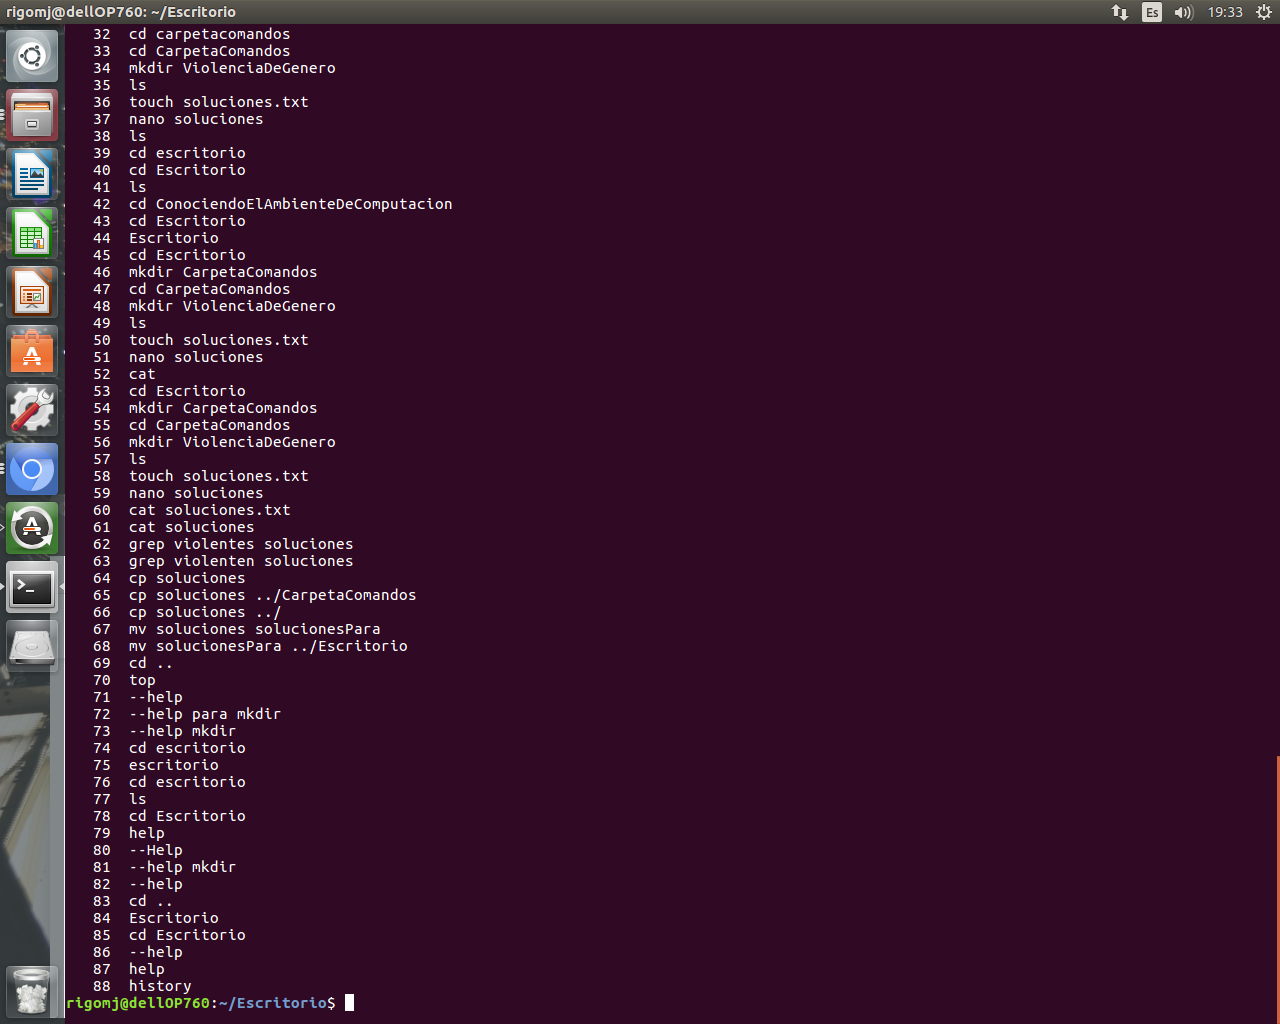 rigomj@dellOP760: ~/Escritorio
Es
19:33
32 cd carpetacomandos
33 cd CarpetaComandos
34 mkdir ViolenciaDeGenero
35 ls
36 touch soluciones.txt
37 nano soluciones
38 ls
39 cd escritorio
40 cd Escritorio
41 ls
42 cd ConociendoElAmbienteDeComputacion
43 cd Escritorio
44 Escritorio
45 cd Escritorio
46 mkdir CarpetaComandos
47 cd CarpetaComandos
48 mkdir ViolenciaDeGenero
49 ls
50 touch soluciones.txt
51 nano soluciones
52 cat
53 cd Escritorio
54 mkdir CarpetaComandos
55 cd CarpetaComandos
56 mkdir ViolenciaDeGenero
57 ls
58 touch soluciones.txt
59 nano soluciones
60 cat soluciones.txt
61 cat soluciones
62 grep violentes soluciones
63 grep violenten soluciones
64 cp soluciones
65 cp soluciones ../CarpetaComandos
66 cp soluciones ../
67 mv soluciones solucionesPara
68 mv solucionesPara ../Escritorio
69 cd ..
70 top
71 --help
72 --help para mkdir
73 --help mkdir
74 cd escritorio
75 escritorio
76 cd escritorio
77 ls
78 cd Escritorio
79 help
80 --Help
81 --help mkdir
82 --help
83 cd ..
84 Escritorio
85 cd Escritorio
86 --help
87 help
88 history
rigomj@dellOP760:~/Escritorio$